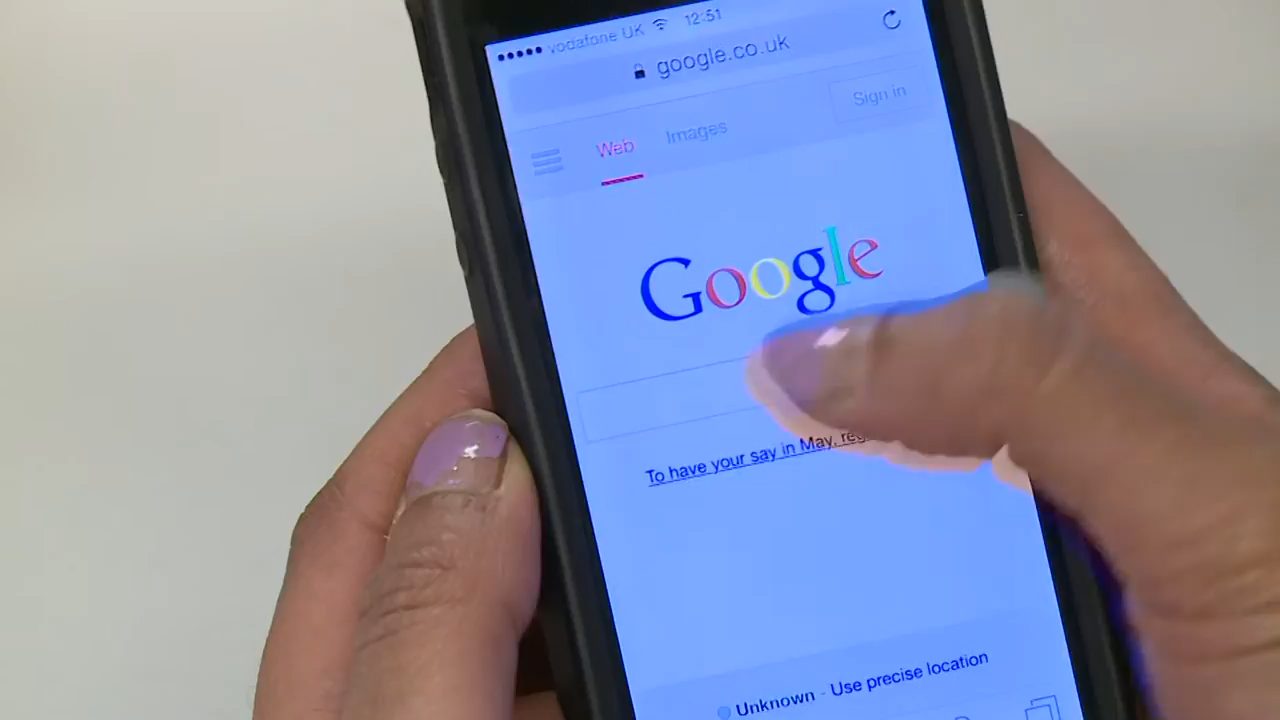 vodafone UK 12:51
google.co.uk
Web Images Sign in
Google
To have your say in May,
Unknown - Use precise location